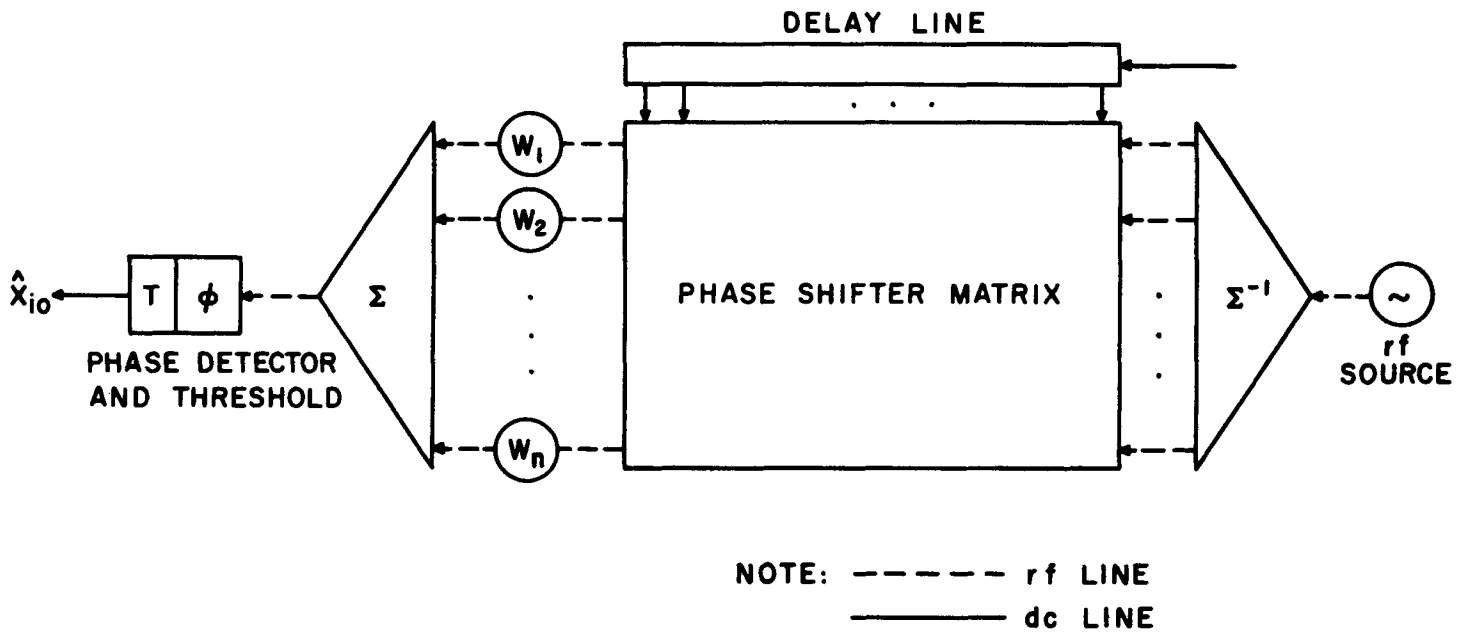 DELAY LINE
. . .
W₁
W₂
Wₙ
Σ
PHASE SHIFTER MATRIX
Σ⁻¹
~
rf
SOURCE
X̂io
T
ϕ
PHASE DETECTOR
AND THRESHOLD
NOTE: ------ rf LINE
—— dc LINE